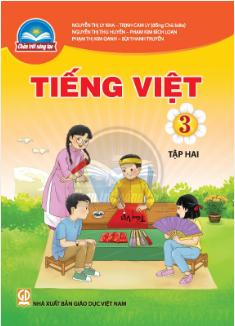 Chân trời sáng tạo
NGUYỄN THỊ LY KHA – TRỊNH CAM LY (đồng Chủ biên)
NGUYỄN THỊ THU HUYỀN – PHẠM KIM BÍCH LOAN
PHẠM THỊ KIM OANH – BÙI THANH TRUYỀN
TIẾNG VIỆT
3
TẬP HAI
NHÀ XUẤT BẢN GIÁO DỤC VIỆT NAM